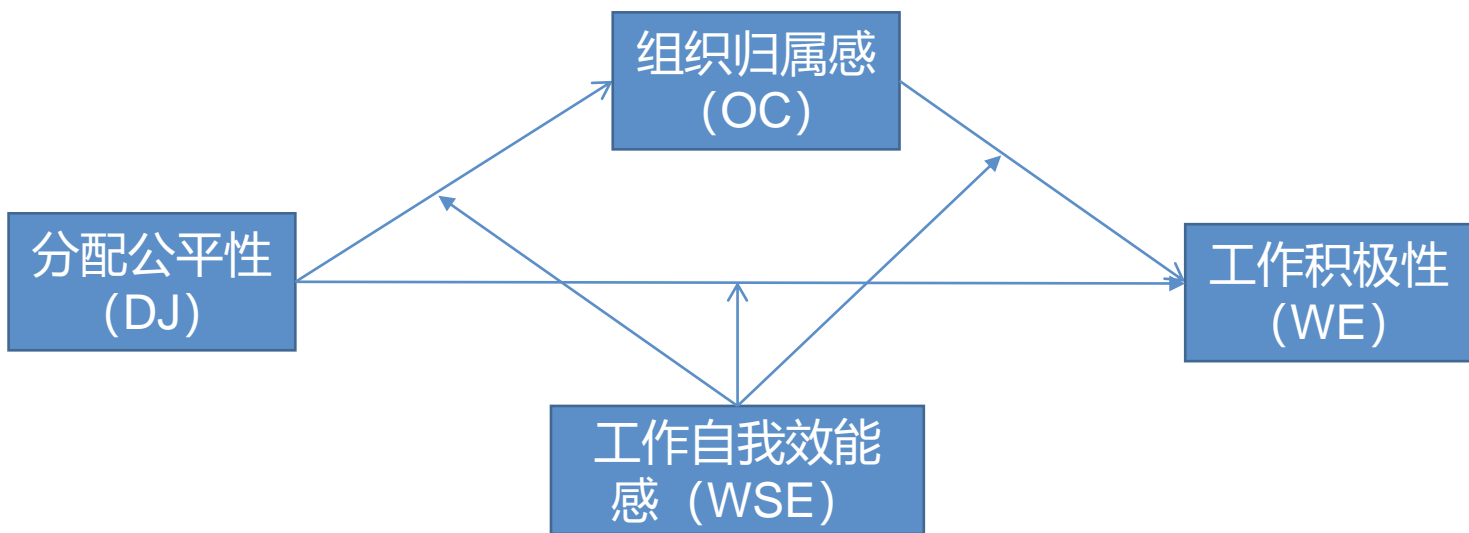 组织归属感
（OC）
分配公平性
（DJ）
工作积极性
（WE）
工作自我效能
感（WSE）